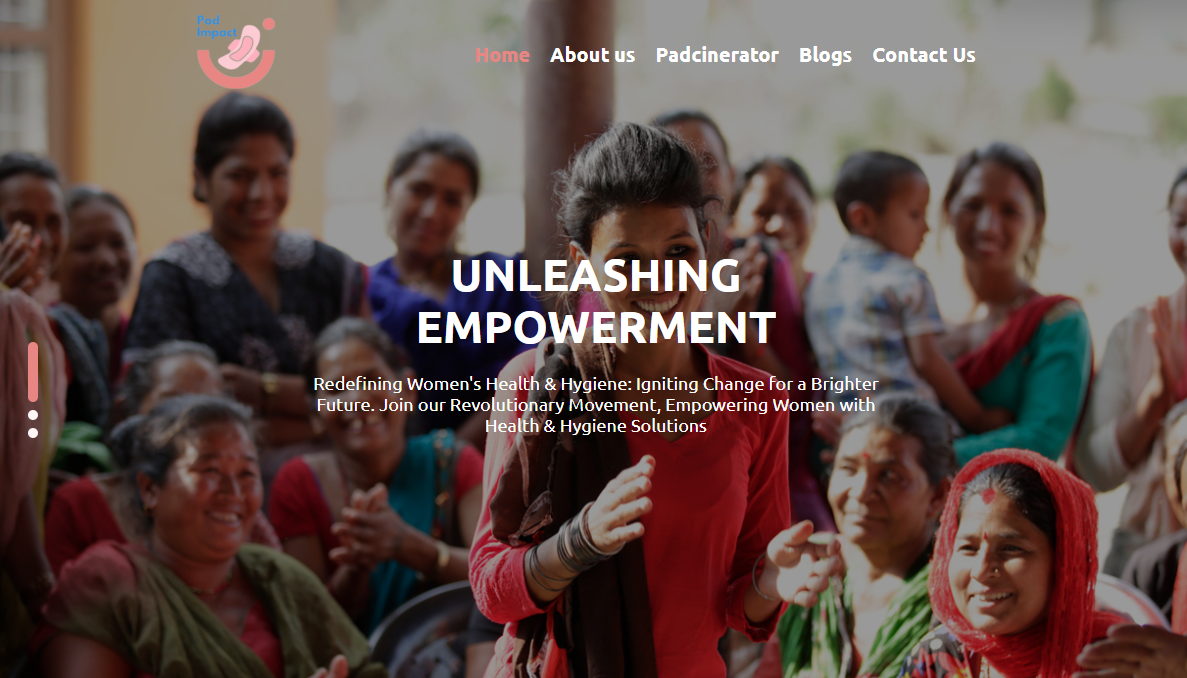 Pad
Impact
Home About us Padcinerator Blogs Contact Us
UNLEASHING
EMPOWERMENT
Redefining Women's Health & Hygiene: Igniting Change for a Brighter
Future. Join our Revolutionary Movement, Empowering Women with
Health & Hygiene Solutions